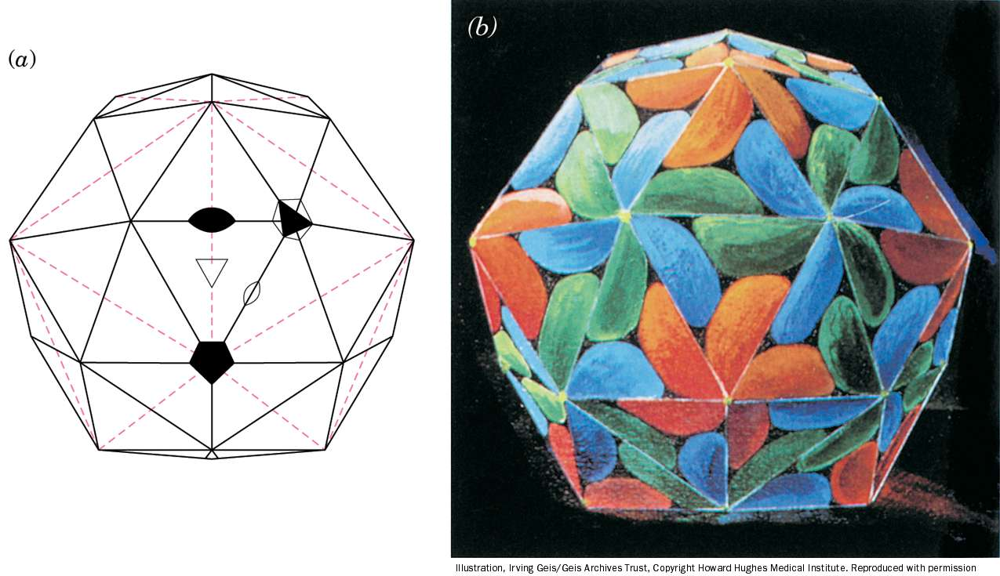 (a)
(b)
Illustration, Irving Geis/Geis Archives Trust, Copyright Howard Hughes Medical Institute. Reproduced with permission